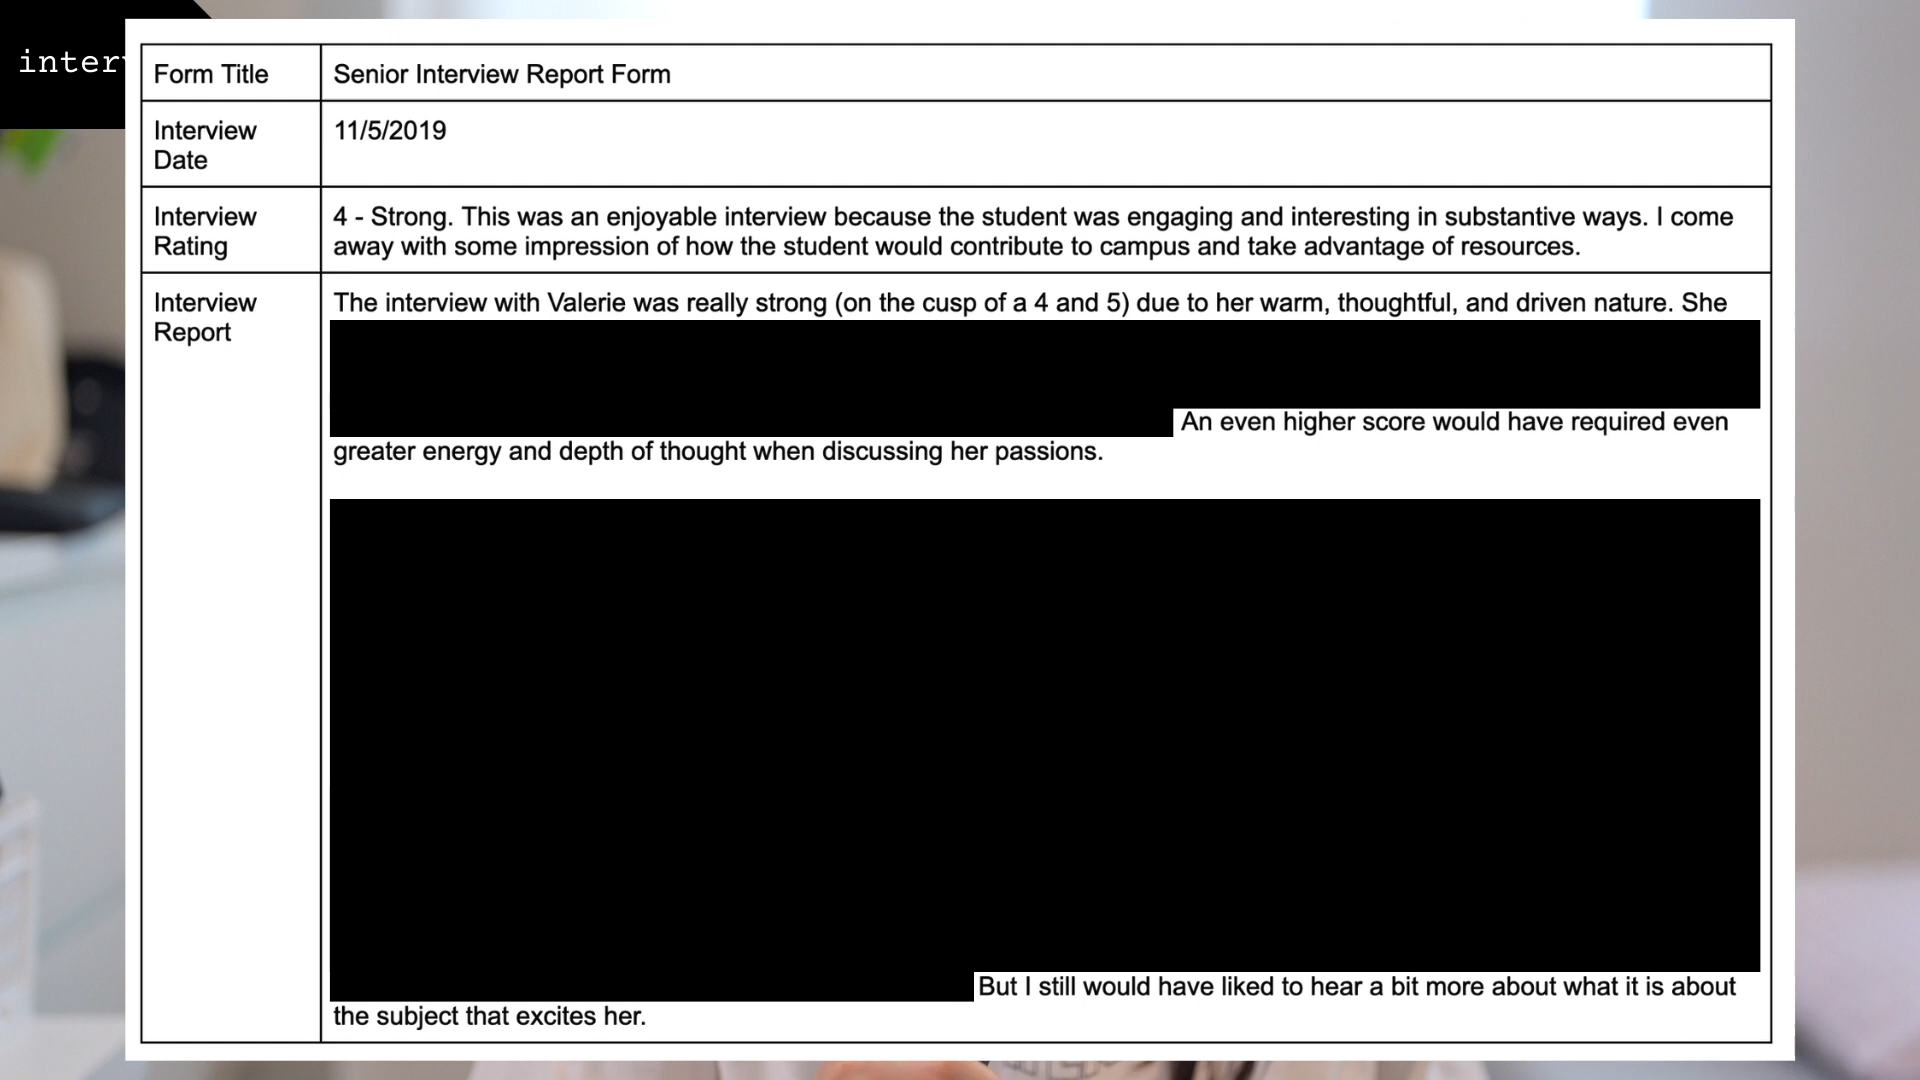 inter
Form Title
Senior Interview Report Form
Interview
Date
11/5/2019
Interview
Rating
4 - Strong. This was an enjoyable interview because the student was engaging and interesting in substantive ways. I come
away with some impression of how the student would contribute to campus and take advantage of resources.
Interview
Report
The interview with Valerie was really strong (on the cusp of a 4 and 5) due to her warm, thoughtful, and driven nature. She
An even higher score would have required even
greater energy and depth of thought when discussing her passions.
But I still would have liked to hear a bit more about what it is about
the subject that excites her.